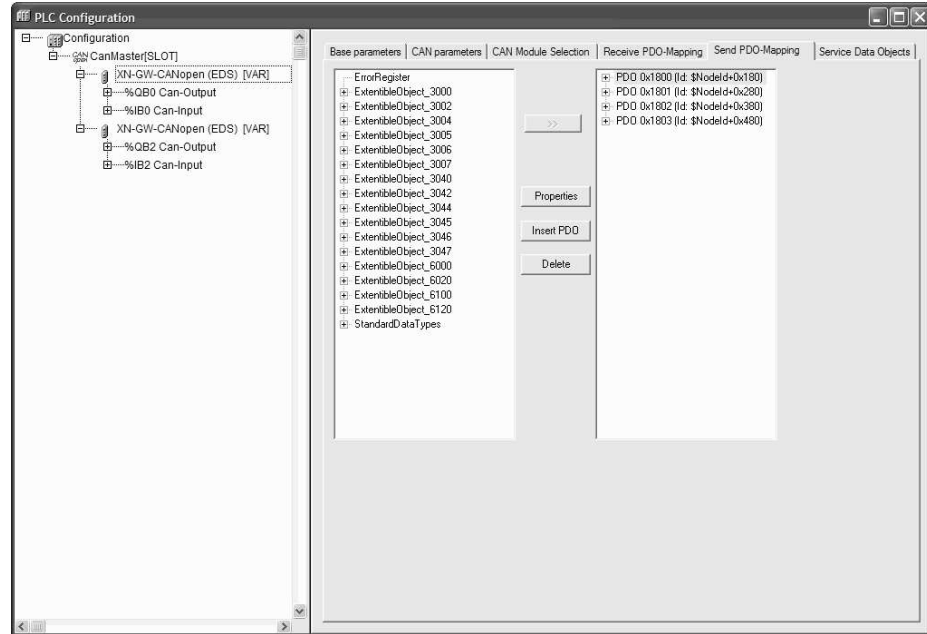 PLC Configuration
Configuration
CAN open CanMaster[SLOT]
XN-GW-CANopen (EDS) [VAR]
%QB0 Can-Output
%IB0 Can-Input
XN-GW-CANopen (EDS) [VAR]
%QB2 Can-Output
%IB2 Can-Input
Base parameters CAN parameters CAN Module Selection Receive PDO-Mapping Send PDO-Mapping Service Data Objects
ErrorRegister
ExtentibleObject_3000
ExtentibleObject_3002
ExtentibleObject_3004
ExtentibleObject_3005
ExtentibleObject_3006
ExtentibleObject_3007
ExtentibleObject_3040
ExtentibleObject_3042
ExtentibleObject_3044
ExtentibleObject_3045
ExtentibleObject_3046
ExtentibleObject_3047
ExtentibleObject_6000
ExtentibleObject_6020
ExtentibleObject_6100
ExtentibleObject_6120
StandardDataTypes
>>
Properties
Insert PDO
Delete
PDO 0x1800 (Id: $NodeId+0x180)
PDO 0x1801 (Id: $NodeId+0x280)
PDO 0x1802 (Id: $NodeId+0x380)
PDO 0x1803 (Id: $NodeId+0x480)